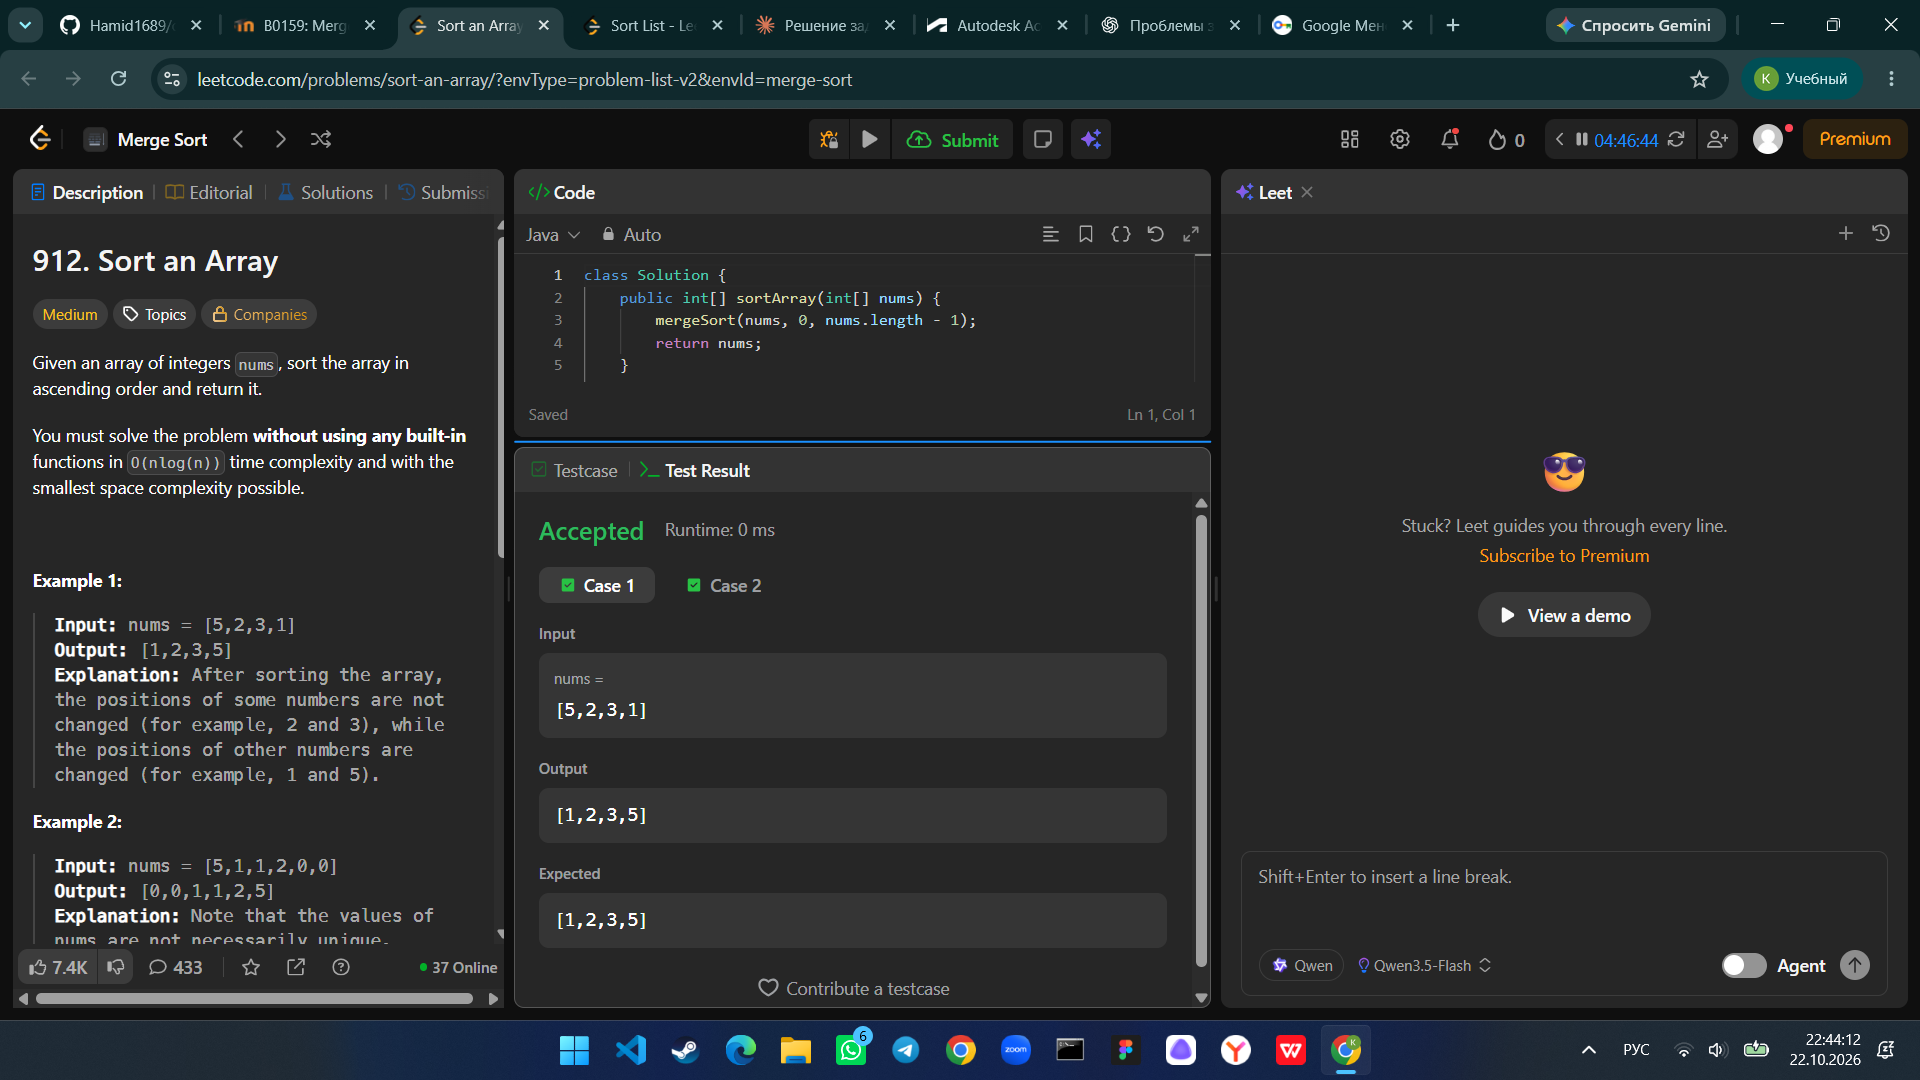 Hamid1689/
B0159: Merg
Sort an Array
Sort List - Le
Решение за
Autodesk Ac
Проблемы з
Google Мен
Спросить Gemini
leetcode.com/problems/sort-an-array/?envType=problem-list-v2&envId=merge-sort
K
Учебный
Merge Sort
Submit
0
04:46:44
Premium
Description
Editorial
Solutions
Submiss
912. Sort an Array
Medium
Topics
Companies
Given an array of integers nums, sort the array in
ascending order and return it.
You must solve the problem without using any built-in
functions in O(nlog(n)) time complexity and with the
smallest space complexity possible.
Example 1:
Input: nums = [5,2,3,1]
Output: [1,2,3,5]
Explanation: After sorting the array,
the positions of some numbers are not
changed (for example, 2 and 3), while
the positions of other numbers are
changed (for example, 1 and 5).
Example 2:
Input: nums = [5,1,1,2,0,0]
Output: [0,0,1,1,2,5]
Explanation: Note that the values of
nums are not necessarily unique.
7.4K
433
37 Online
</> Code
Java
Auto
1 class Solution {
2 public int[] sortArray(int[] nums) {
3 mergeSort(nums, 0, nums.length - 1);
4 return nums;
5 }
Saved
Ln 1, Col 1
Testcase
Test Result
Accepted
Runtime: 0 ms
Case 1
Case 2
Input
nums =
[5,2,3,1]
Output
[1,2,3,5]
Expected
[1,2,3,5]
Contribute a testcase
Leet
Stuck? Leet guides you through every line.
Subscribe to Premium
View a demo
Shift+Enter to insert a line break.
Qwen
Qwen3.5-Flash
Agent
6
zoom
K
РУС
22:44:12
22.10.2026